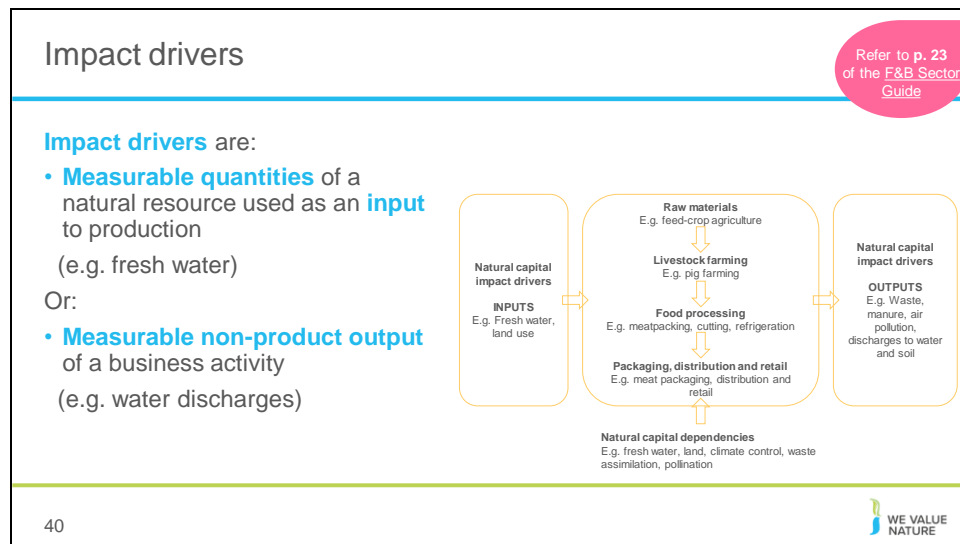 Impact drivers
Refer to p. 23
of the F&B Sector
Guide
Impact drivers are:
• Measurable quantities of a
natural resource used as an input
to production
(e.g. fresh water)
Or:
• Measurable non-product output
of a business activity
(e.g. water discharges)
Natural capital
impact drivers
INPUTS
E.g. Fresh water,
land use
Raw materials
E.g. feed-crop agriculture
Livestock farming
E.g. pig farming
Food processing
E.g. meatpacking, cutting, refrigeration
Packaging, distribution and retail
E.g. meat packaging, distribution and
retail
Natural capital
impact drivers
OUTPUTS
E.g. Waste,
manure, air
pollution,
discharges to water
and soil
Natural capital dependencies
E.g. fresh water, land, climate control, waste
assimilation, pollination
40
WE VALUE
NATURE